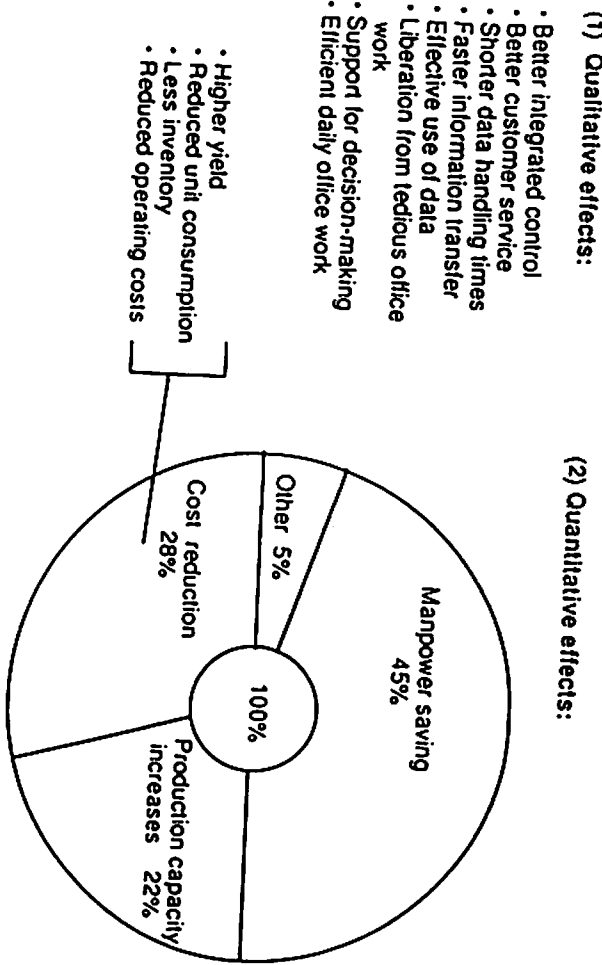 (1) Qualitative effects:
• Better integrated control
• Better customer service
• Shorter data handling times
• Faster information transfer
• Effective use of data
• Liberation from tedious office
work
• Support for decision-making
• Efficient daily office work
• Higher yield
• Reduced unit consumption
• Less inventory
• Reduced operating costs
(2) Quantitative effects:
Manpower saving
45%
Other 5%
100%
Cost reduction
28%
Production capacity
increases 22%